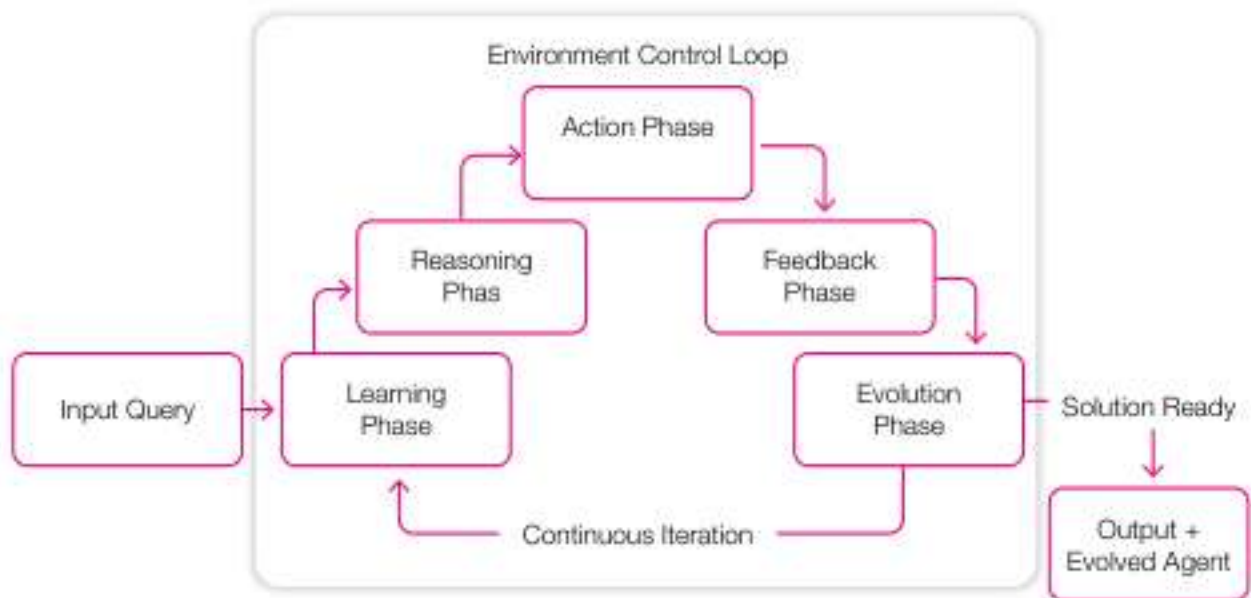 Environment Control Loop
Action Phase
Reasoning
Phas
Feedback
Phase
Input Query
Learning
Phase
Evolution
Phase
Solution Ready
Continuous Iteration
Output +
Evolved Agent